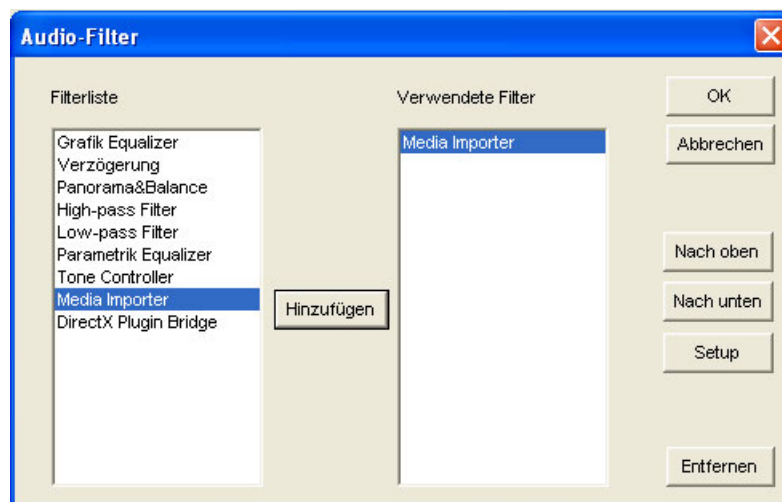 Audio-Filter
Filterliste
Verwendete Filter
Grafik Equalizer
Verzögerung
Panorama&Balance
High-pass Filter
Low-pass Filter
Parametrik Equalizer
Tone Controller
Media Importer
DirectX Plugin Bridge
Hinzufügen
Media Importer
OK
Abbrechen
Nach oben
Nach unten
Setup
Entfernen